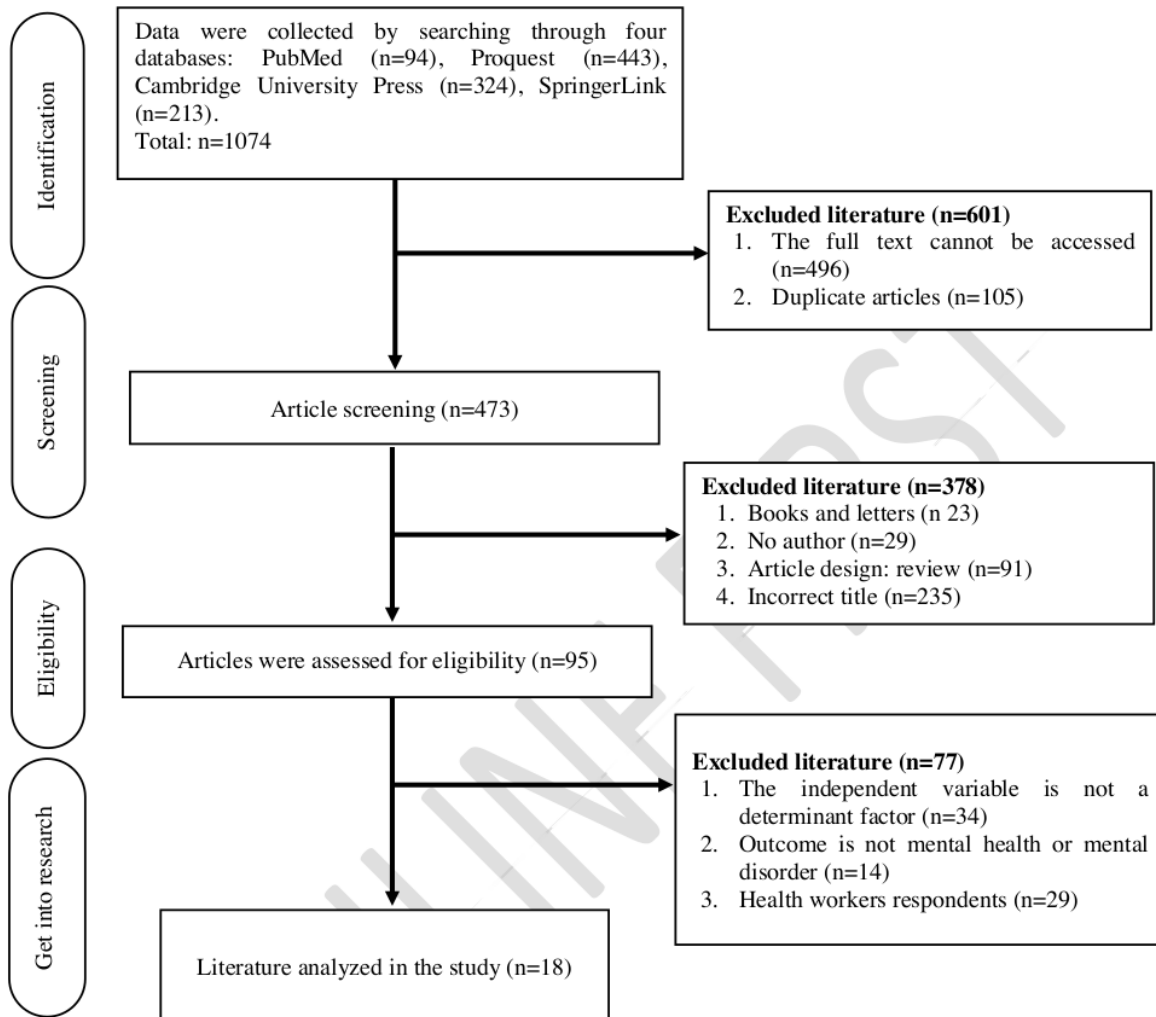 Identification
Data were collected by searching through four
databases: PubMed (n=94), Proquest (n=443),
Cambridge University Press (n=324), SpringerLink
(n=213).
Total: n=1074
Excluded literature (n=601)
1. The full text cannot be accessed
(n=496)
2. Duplicate articles (n=105)
Screening
Article screening (n=473)
Excluded literature (n=378)
1. Books and letters (n 23)
2. No author (n=29)
3. Article design: review (n=91)
4. Incorrect title (n=235)
Eligibility
Articles were assessed for eligibility (n=95)
Excluded literature (n=77)
1. The independent variable is not a
determinant factor (n=34)
2. Outcome is not mental health or mental
disorder (n=14)
3. Health workers respondents (n=29)
Get into research
Literature analyzed in the study (n=18)